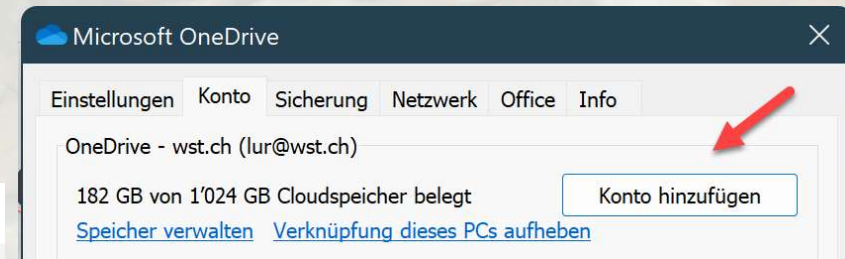 Microsoft OneDrive
Einstellungen Konto Sicherung Netzwerk Office Info
OneDrive - wst.ch (lur@wst.ch)
182 GB von 1’024 GB Cloudspeicher belegt Konto hinzufügen
Speicher verwalten Verknüpfung dieses PCs aufheben